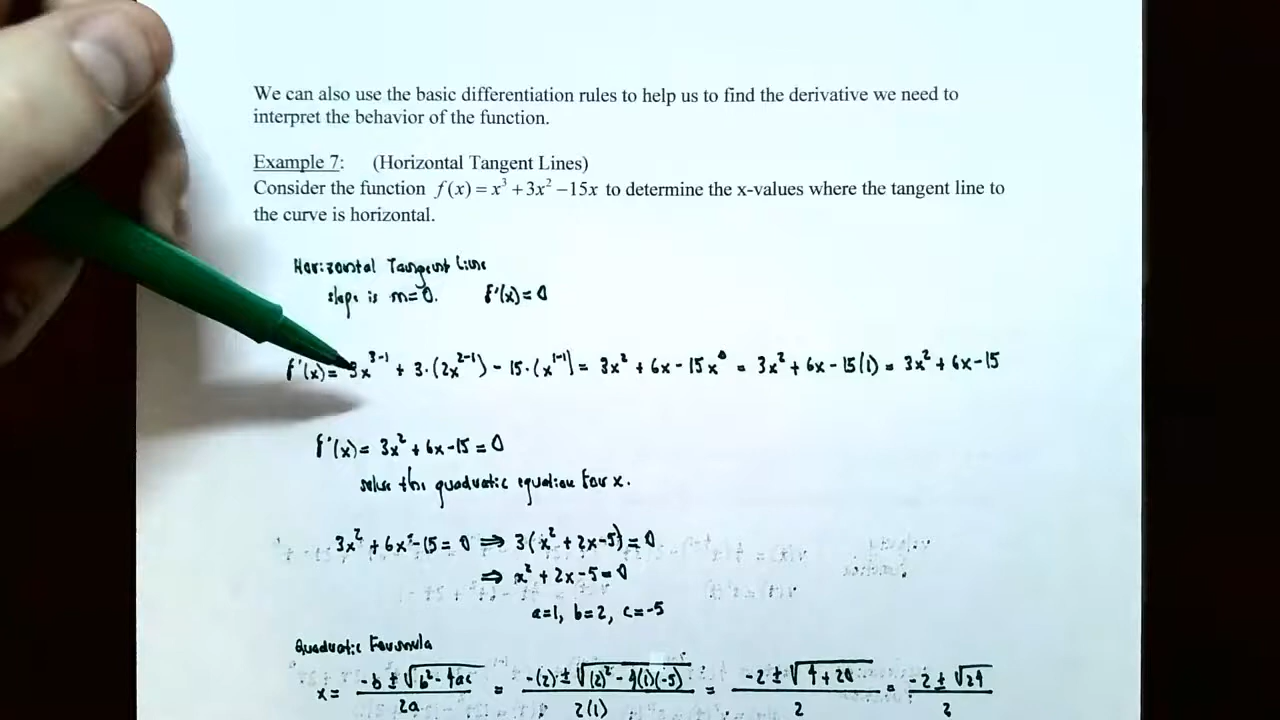 We can also use the basic differentiation rules to help us to find the derivative we need to
interpret the behavior of the function.
Example 7: (Horizontal Tangent Lines)
Consider the function f(x) = x³ + 3x² − 15x to determine the x-values where the tangent line to
the curve is horizontal.
Horizontal Tangent Line
slope is m=0. f'(x) = 0
f'(x) = 3x^(3-1) + 3·(2x^(2-1)) − 15·(x^(1-1)) = 3x² + 6x − 15x⁰ = 3x² + 6x − 15(1) = 3x² + 6x − 15
f'(x) = 3x² + 6x − 15 = 0
solve this quadratic equation for x.
3x² + 6x² − 15 = 0 ⟹ 3(x² + 2x − 5) = 0
⟹ x² + 2x − 5 = 0
a=1, b=2, c=−5
Quadratic Formula
x = (−b ± √(b² − 4ac))/2a = (−(2) ± √((2)² − 4(1)(−5)))/2(1) = (−2 ± √(4 + 20))/2 = (−2 ± √24)/2